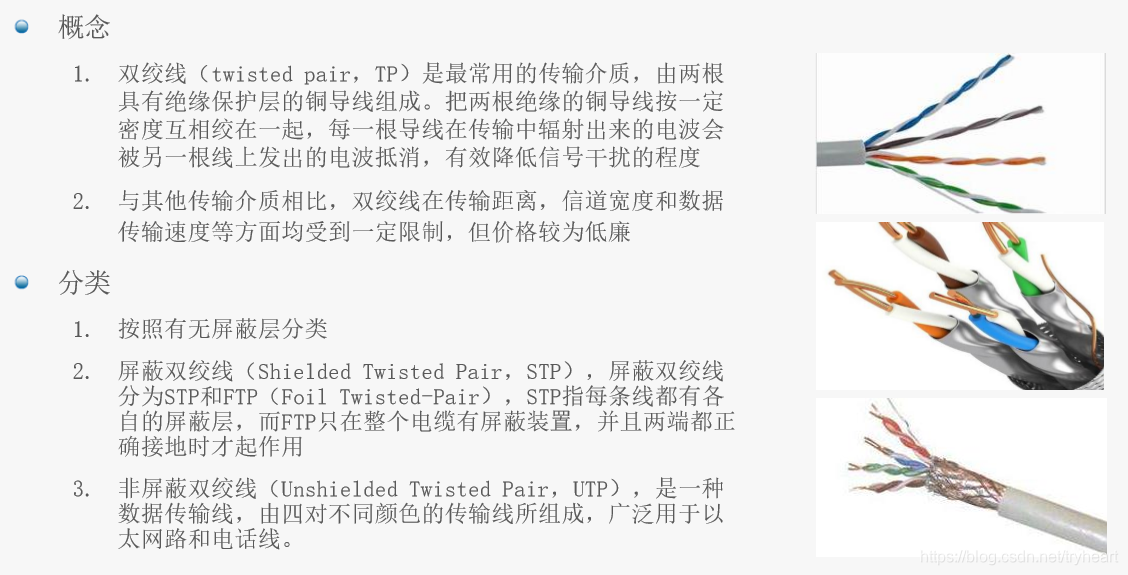 概念
1. 双绞线（twisted pair，TP）是最常用的传输介质，由两根
具有绝缘保护层的铜导线组成。把两根绝缘的铜导线按一定
密度互相绞在一起，每一根导线在传输中辐射出来的电波会
被另一根线上发出的电波抵消，有效降低信号干扰的程度
2. 与其他传输介质相比，双绞线在传输距离，信道宽度和数据
传输速度等方面均受到一定限制，但价格较为低廉
分类
1. 按照有无屏蔽层分类
2. 屏蔽双绞线（Shielded Twisted Pair，STP），屏蔽双绞线
分为STP和FTP（Foil Twisted-Pair），STP指每条线都有各
自的屏蔽层，而FTP只在整个电缆有屏蔽装置，并且两端都正
确接地时才起作用
3. 非屏蔽双绞线（Unshielded Twisted Pair，UTP），是一种
数据传输线，由四对不同颜色的传输线所组成，广泛用于以
太网路和电话线。
https://blog.csdn.net/tryheart